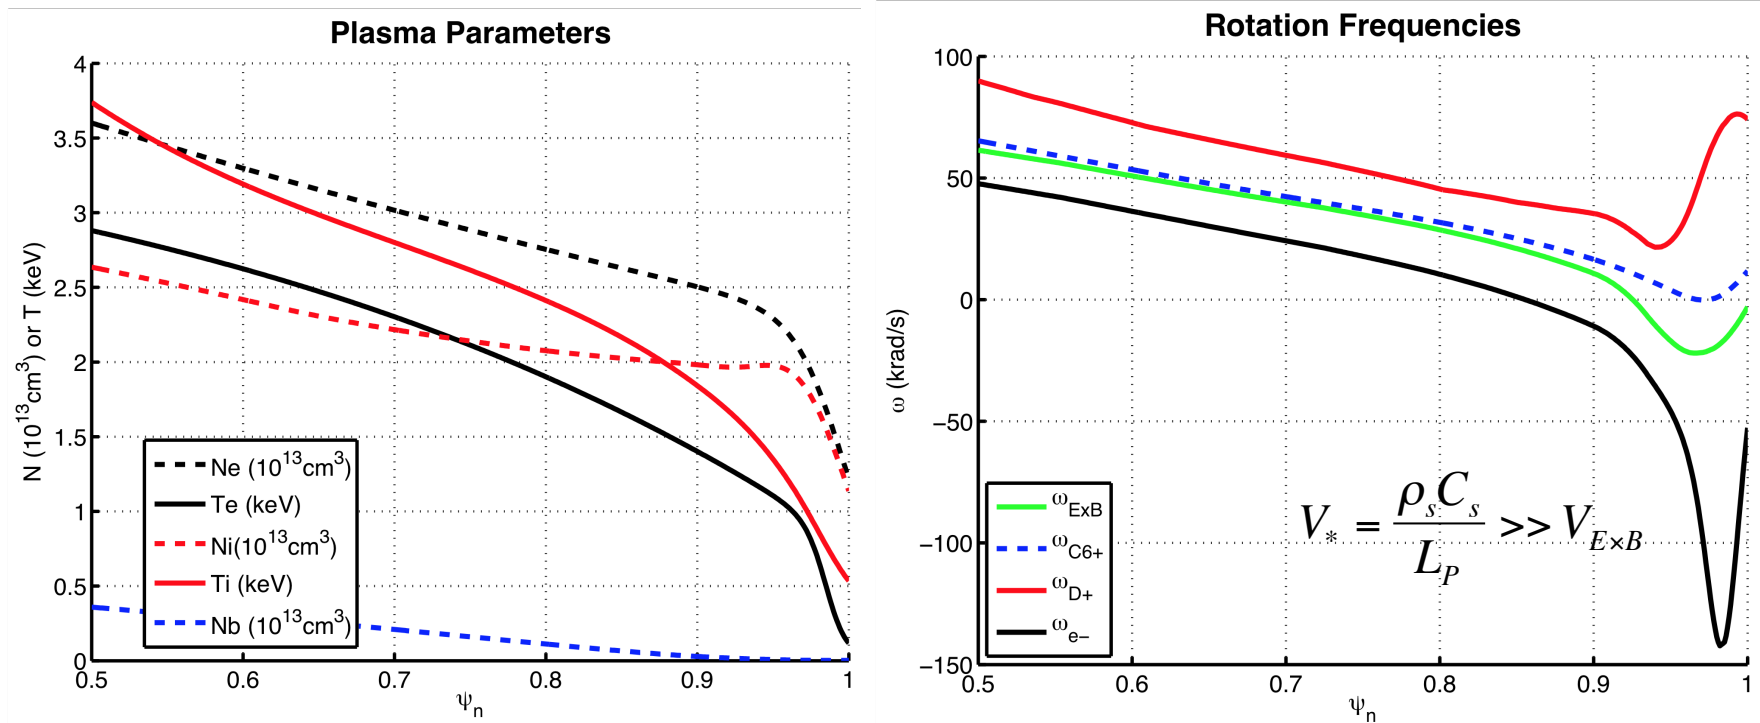 Plasma Parameters
N (10^13cm^3) or T (keV)
4
3.5
3
2.5
2
1.5
1
0.5
0
Ne (10^13cm^3)
Te (keV)
Ni(10^13cm^3)
Ti (keV)
Nb (10^13cm^3)
0.5 0.6 0.7 0.8 0.9 1
ψn
Rotation Frequencies
ω (krad/s)
100
50
0
−50
−100
−150
ωExB
ωC6+
ωD+
ωe−
V* = ρsCs / LP >> VE×B
0.5 0.6 0.7 0.8 0.9 1
ψn